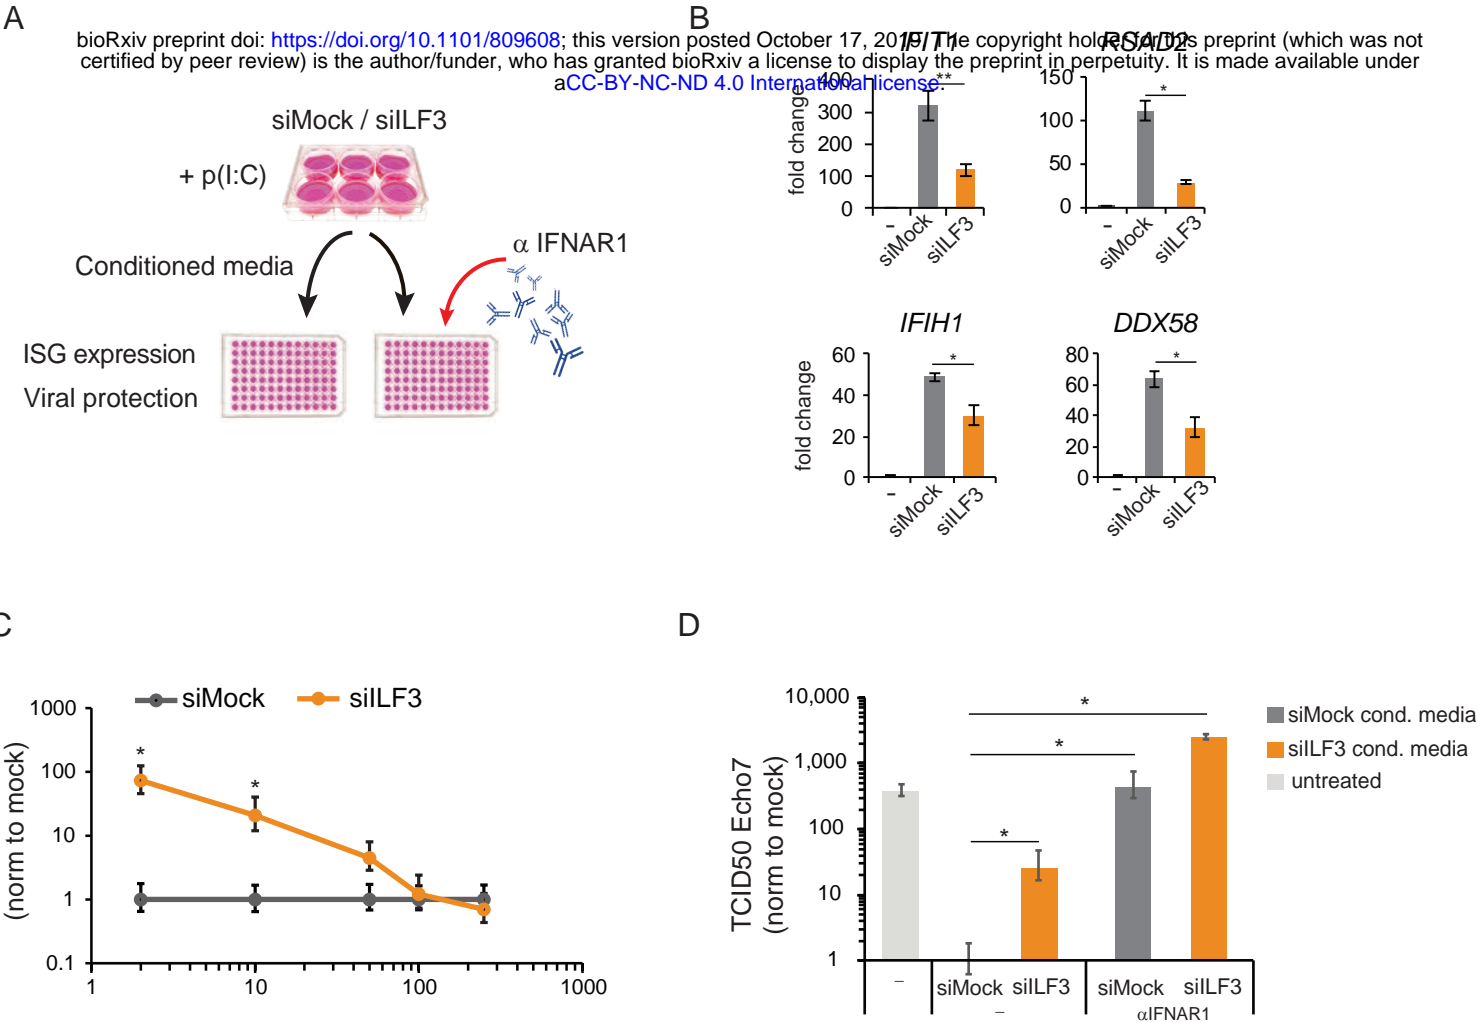 A
B
bioRxiv preprint doi: https://doi.org/10.1101/809608; this version posted October 17, 2019. The copyright holder for this preprint (which was not
certified by peer review) is the author/funder, who has granted bioRxiv a license to display the preprint in perpetuity. It is made available under
aCC-BY-NC-ND 4.0 International license.
siMock / siILF3
+ p(I:C)
α IFNAR1
Conditioned media
ISG expression
Viral protection
IFIT1
fold change
400
300
200
100
0
**
–
siMock
siILF3
RSAD2
150
100
50
0
*
–
siMock
siILF3
IFIH1
fold change
60
40
20
0
*
–
siMock
siILF3
DDX58
80
60
40
20
0
*
–
siMock
siILF3
C
siMock
siILF3
(norm to mock)
1000
100
10
1
0.1
*
*
1
10
100
1000
D
TCID50 Echo7
(norm to mock)
10,000
1,000
100
10
1
*
*
*
siMock cond. media
siILF3 cond. media
untreated
–
siMock siILF3
–
siMock siILF3
αIFNAR1